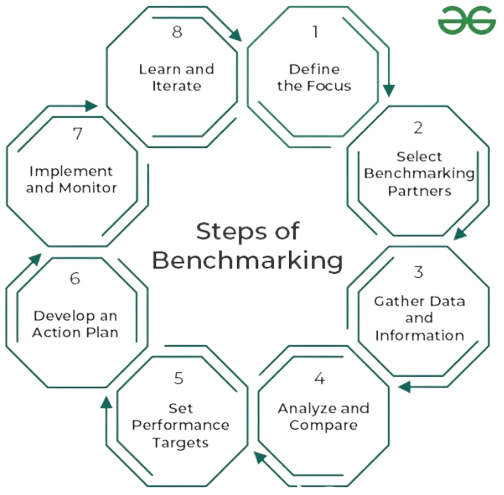 Steps of
Benchmarking
1
Define
the Focus
2
Select
Benchmarking
Partners
3
Gather Data
and
Information
4
Analyze and
Compare
5
Set
Performance
Targets
6
Develop an
Action Plan
7
Implement
and Monitor
8
Learn and
Iterate